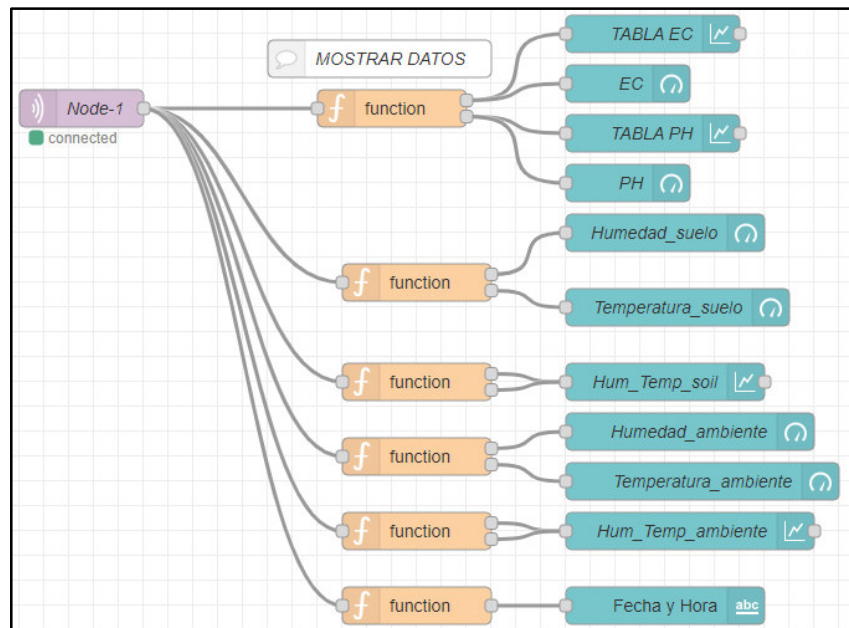 TABLA EC
MOSTRAR DATOS
EC
Node-1
function
connected
TABLA PH
PH
Humedad_suelo
function
Temperatura_suelo
function
Hum_Temp_soil
Humedad_ambiente
function
Temperatura_ambiente
function
Hum_Temp_ambiente
function
Fecha y Hora
abc